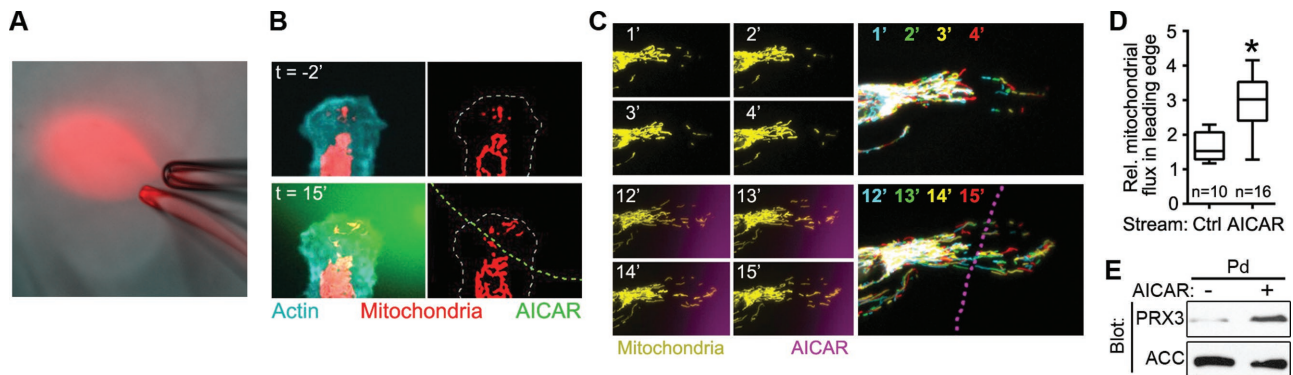 A
B
t = -2'
t = 15'
Actin Mitochondria AICAR
C
1' 2'
3' 4'
1' 2' 3' 4'
12' 13'
14' 15'
12' 13' 14' 15'
Mitochondria AICAR
D
Rel. mitochondrial
flux in leading edge
5
4
3
2
1
0
*
n=10 n=16
Stream: Ctrl AICAR
E
Pd
AICAR: - +
Blot:
PRX3
ACC